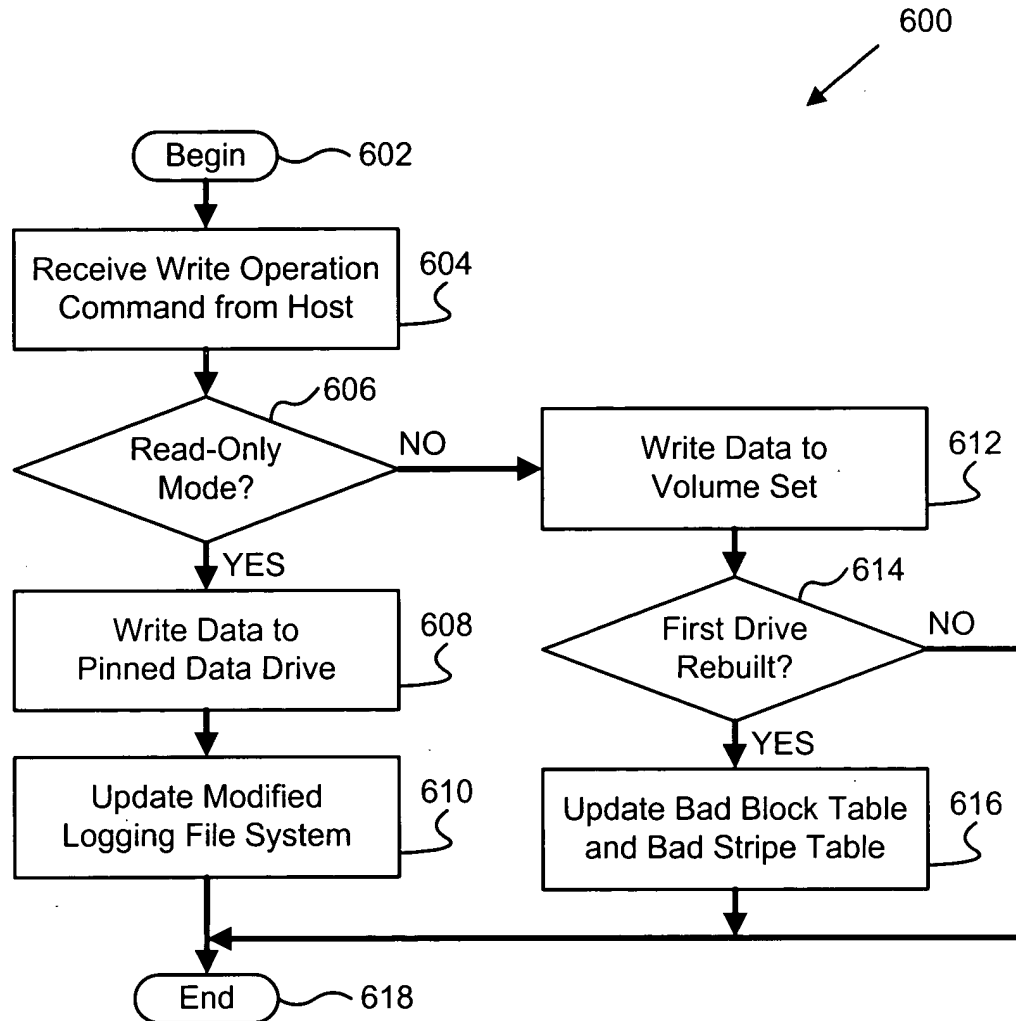 600
Begin
602
Receive Write Operation
Command from Host
604
606
Read-Only
Mode?
NO
YES
Write Data to
Pinned Data Drive
608
Update Modified
Logging File System
610
Write Data to
Volume Set
612
614
First Drive
Rebuilt?
NO
YES
Update Bad Block Table
and Bad Stripe Table
616
End
618